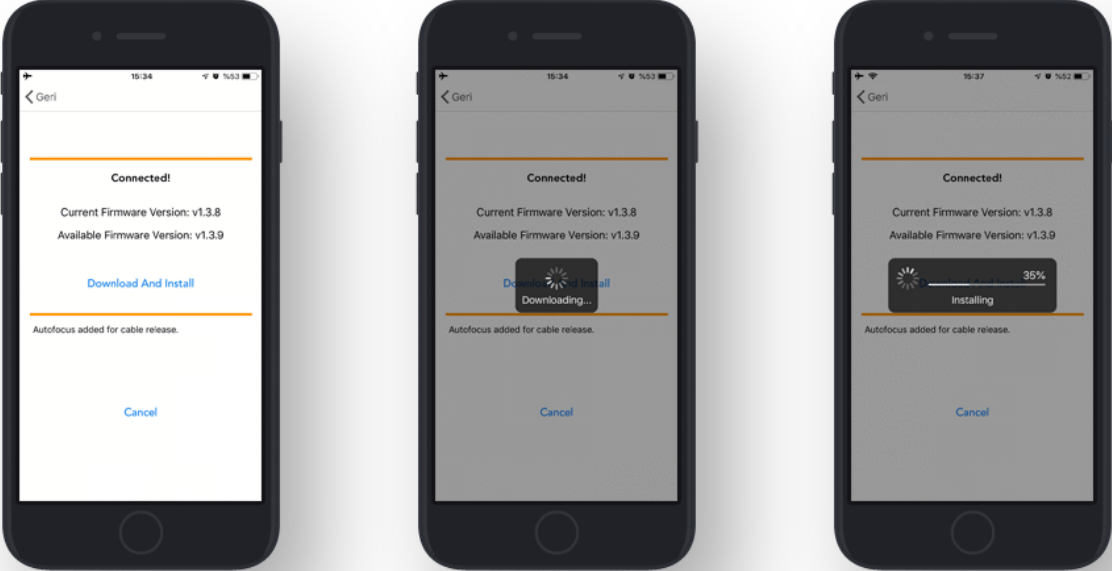 15:34
%53
Geri
Connected!
Current Firmware Version: v1.3.8
Available Firmware Version: v1.3.9
Download And Install
Autofocus added for cable release.
Cancel
15:34
%53
Geri
Connected!
Current Firmware Version: v1.3.8
Available Firmware Version: v1.3.9
Download And Install
Downloading...
Autofocus added for cable release.
Cancel
15:37
%52
Geri
Connected!
Current Firmware Version: v1.3.8
Available Firmware Version: v1.3.9
35%
Installing
Autofocus added for cable release.
Cancel